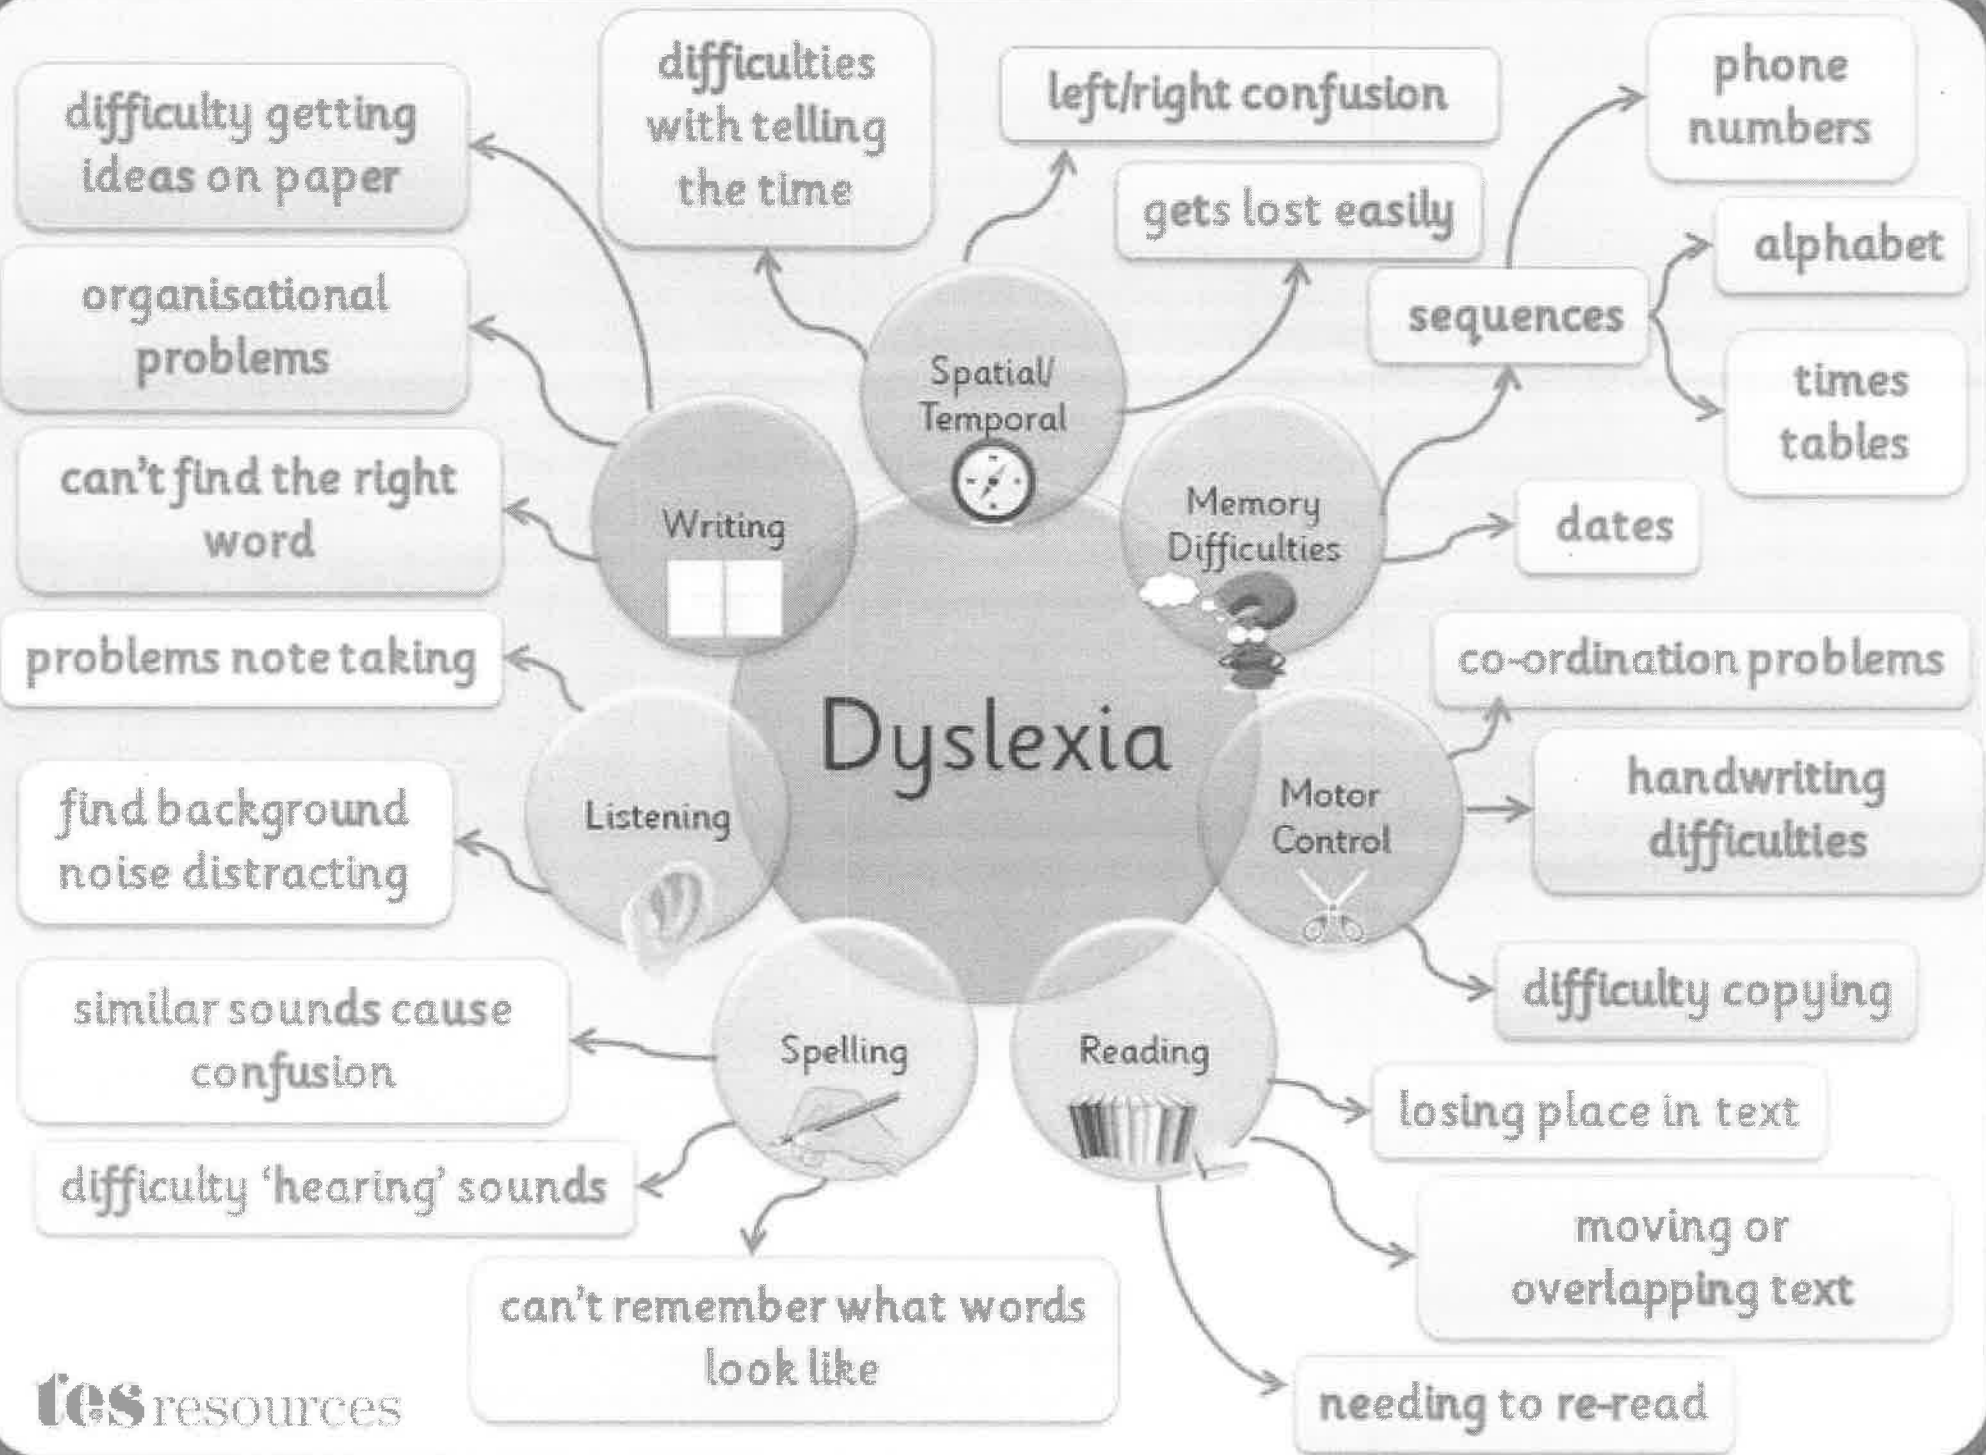 difficulty getting
ideas on paper
organisational
problems
can't find the right
word
problems note taking
find background
noise distracting
similar sounds cause
confusion
difficulty 'hearing' sounds
can't remember what words
look like
difficulties
with telling
the time
left/right confusion
gets lost easily
sequences
phone
numbers
alphabet
times
tables
dates
co-ordination problems
handwriting
difficulties
difficulty copying
losing place in text
moving or
overlapping text
needing to re-read
Spatial/
Temporal
Writing
Memory
Difficulties
Dyslexia
Listening
Motor
Control
Spelling
Reading
tes resources